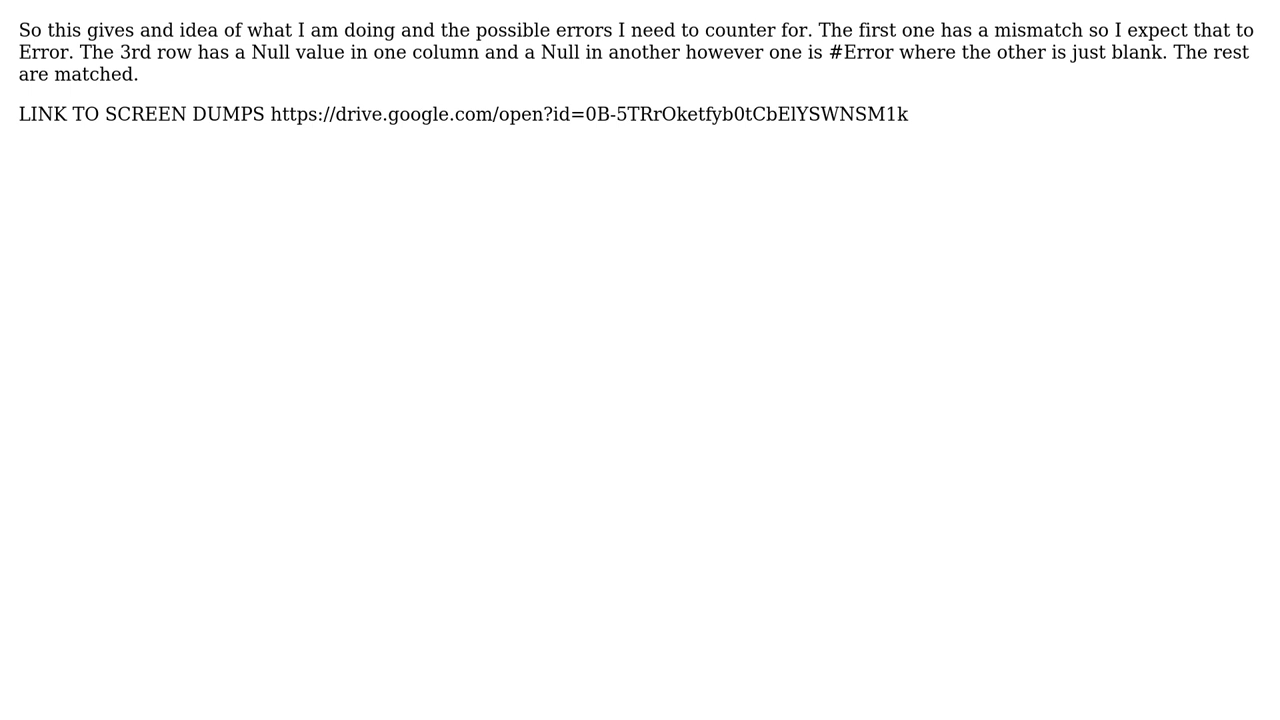 So this gives and idea of what I am doing and the possible errors I need to counter for. The first one has a mismatch so I expect that to
Error. The 3rd row has a Null value in one column and a Null in another however one is #Error where the other is just blank. The rest
are matched.
LINK TO SCREEN DUMPS https://drive.google.com/open?id=0B-5TRrOketfyb0tCbElYSWNSM1k